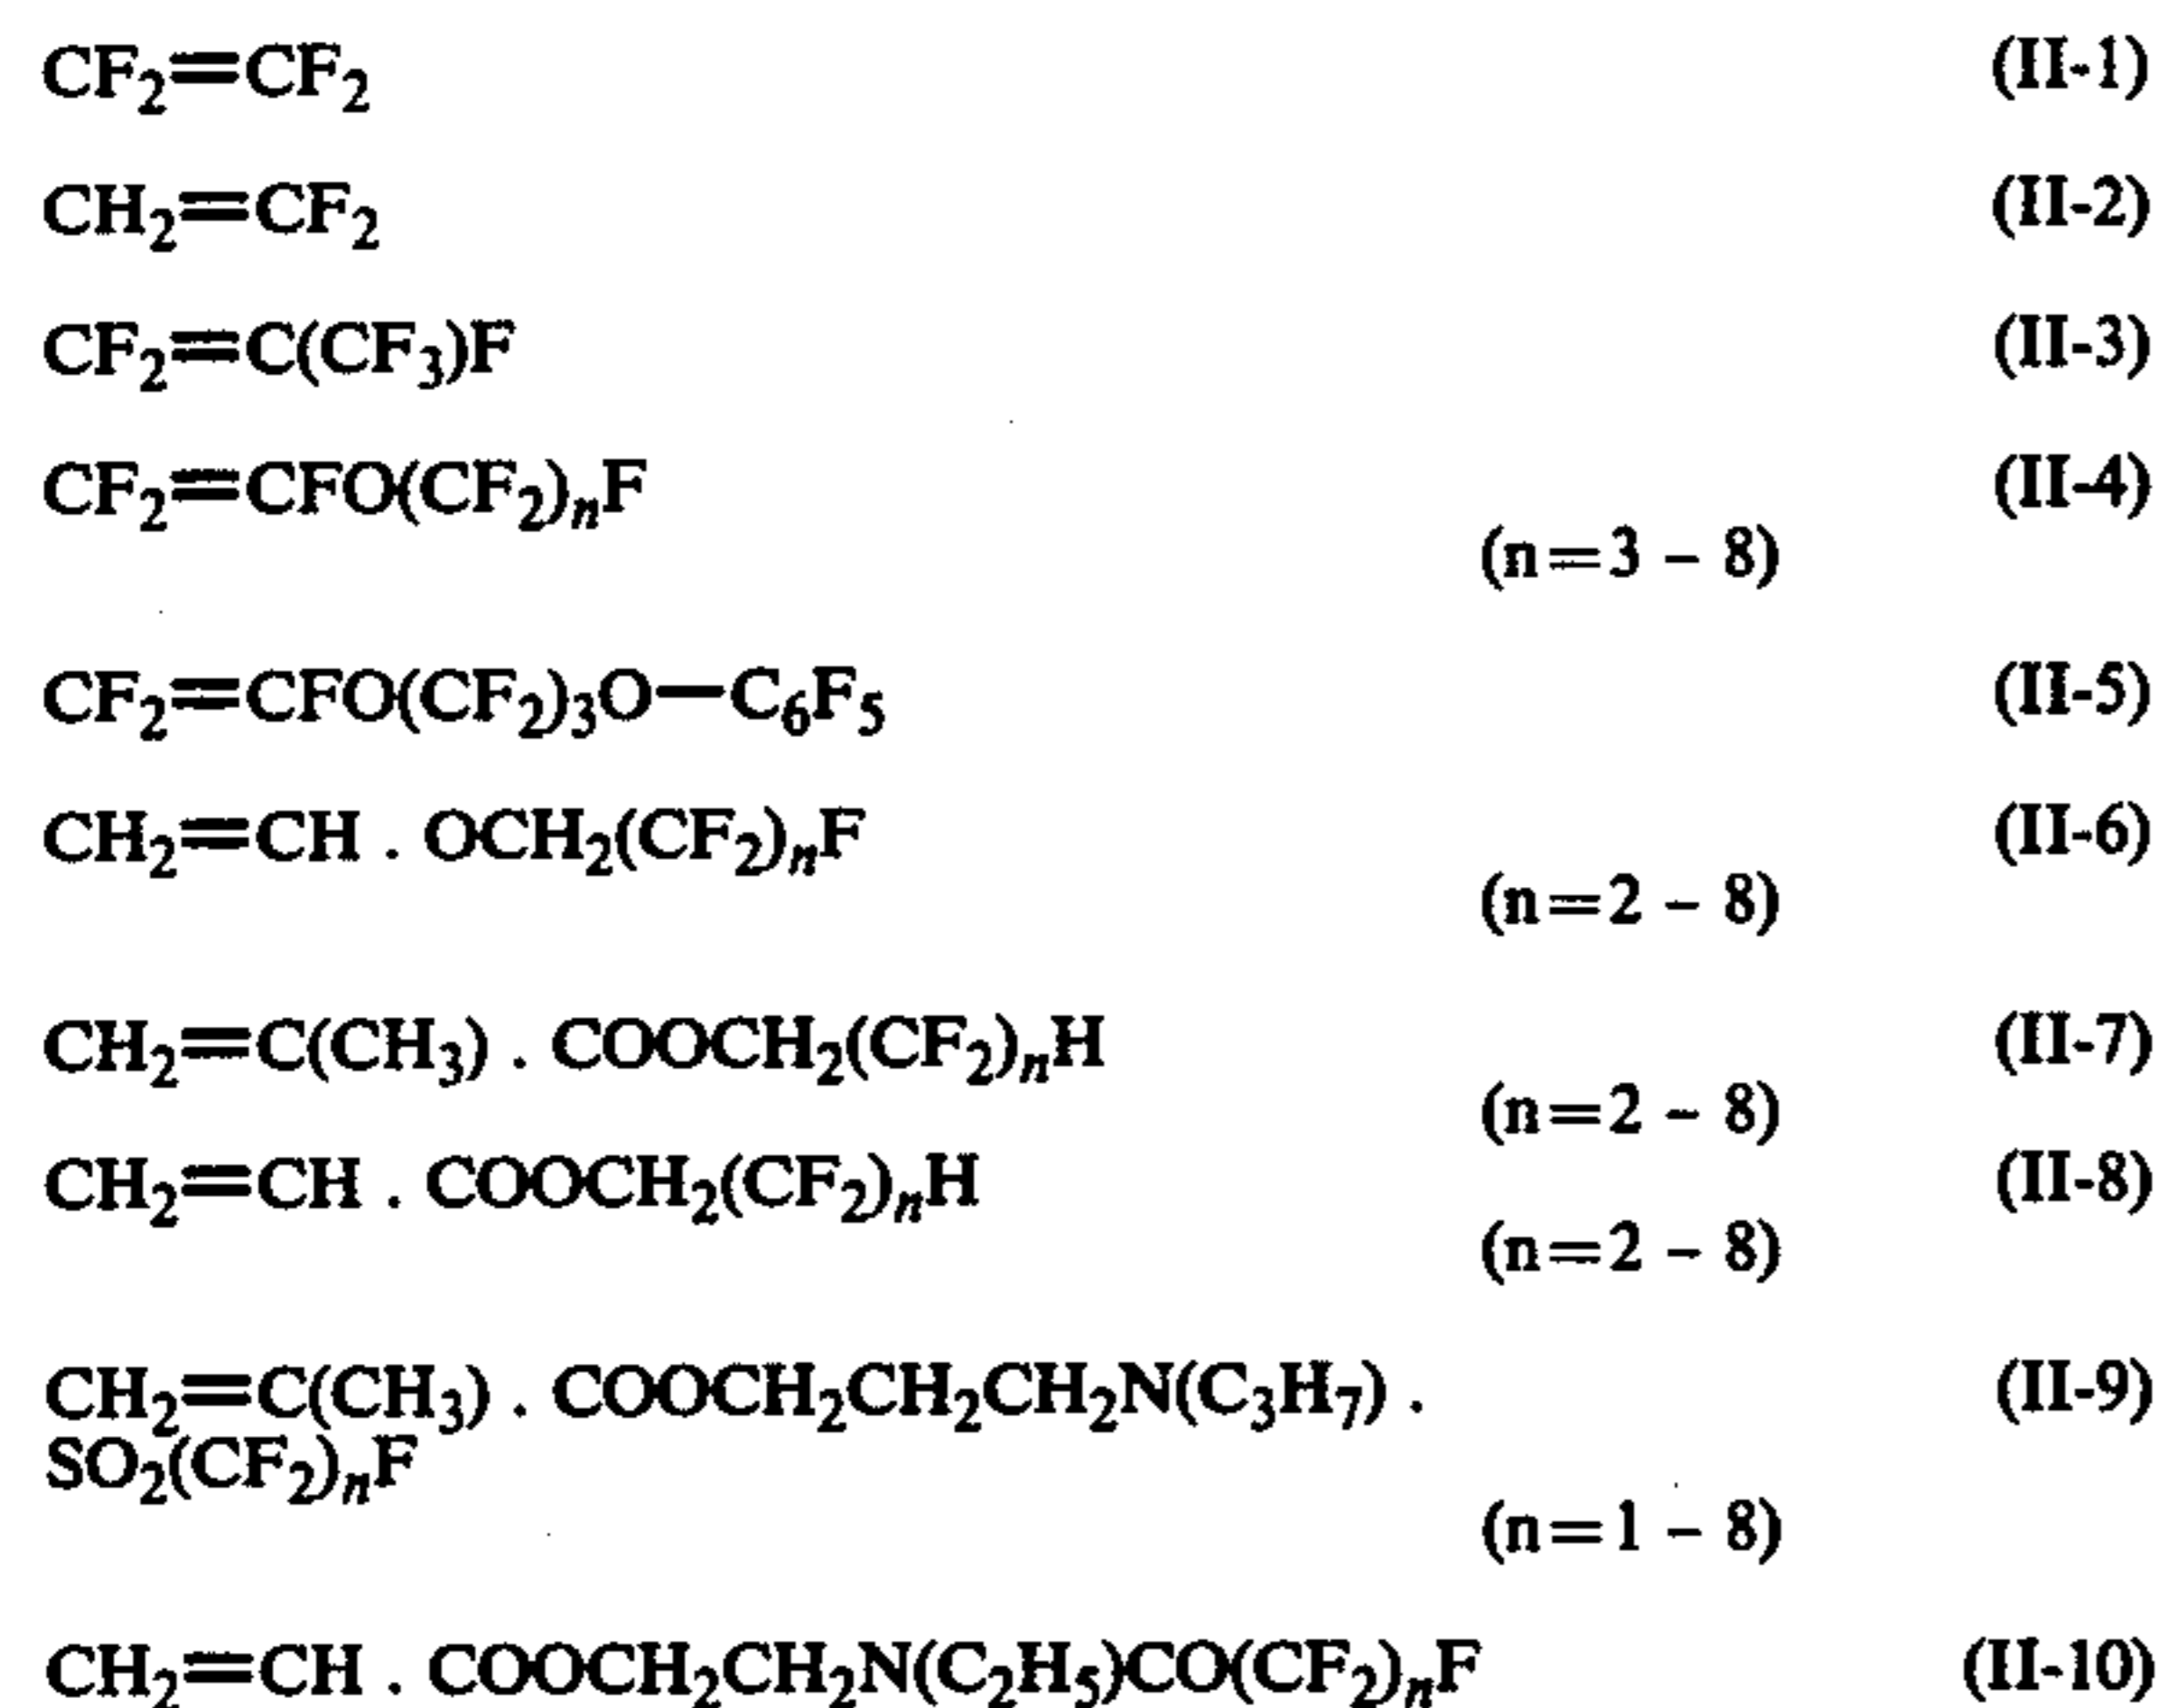 CF₂=CF₂ (II-1)
CH₂=CF₂ (II-2)
CF₂=C(CF₃)F (II-3)
CF₂=CFO(CF₂)ₙF (II-4)
(n=3 – 8)
CF₂=CFO(CF₂)₃O—C₆F₅ (II-5)
CH₂=CH . OCH₂(CF₂)ₙF (II-6)
(n=2 – 8)
CH₂=C(CH₃) . COOCH₂(CF₂)ₙH (II-7)
(n=2 – 8)
CH₂=CH . COOCH₂(CF₂)ₙH (II-8)
(n=2 – 8)
CH₂=C(CH₃) . COOCH₂CH₂CH₂N(C₃H₇) . (II-9)
SO₂(CF₂)ₙF
(n=1 – 8)
CH₂=CH . COOCH₂CH₂N(C₂H₅)CO(CF₂)ₙF (II-10)